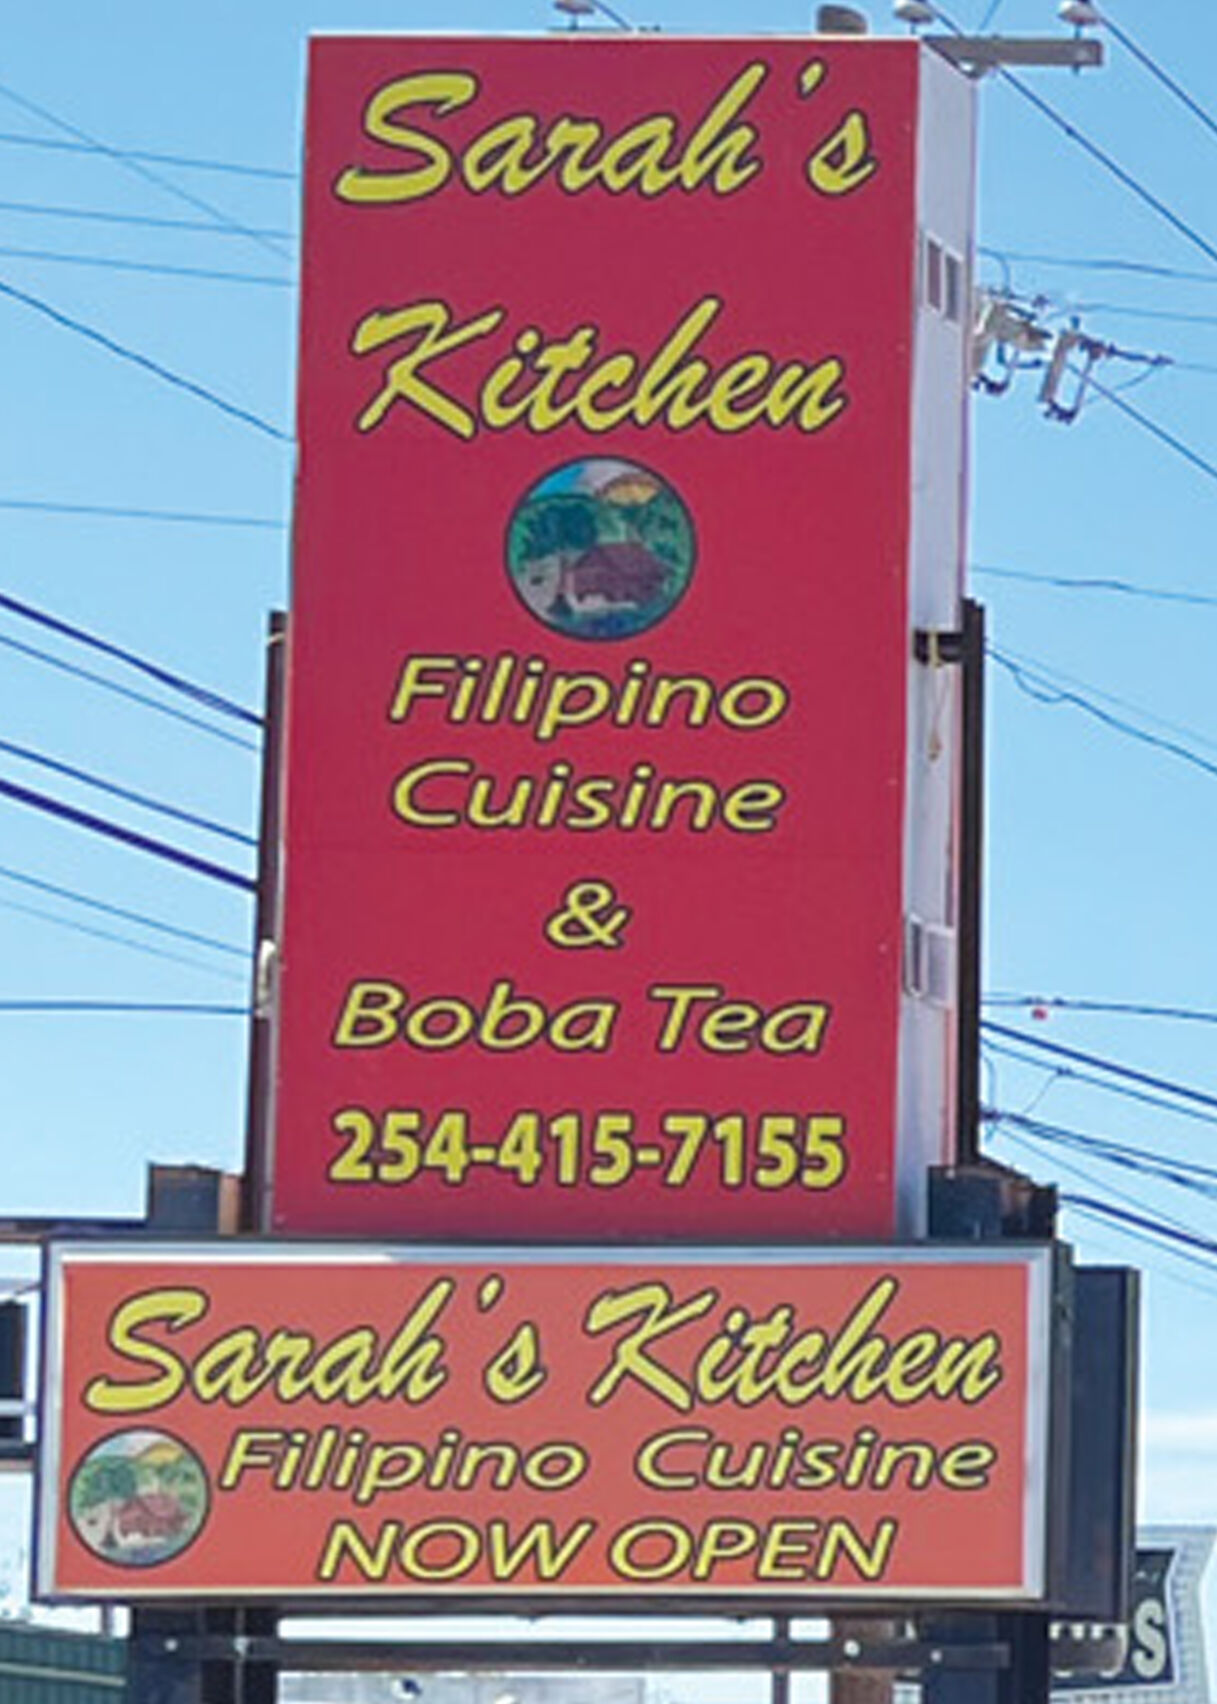 Sarah's
Kitchen
Filipino
Cuisine
&
Boba Tea
254-415-7155
Sarah's Kitchen
Filipino Cuisine
NOW OPEN